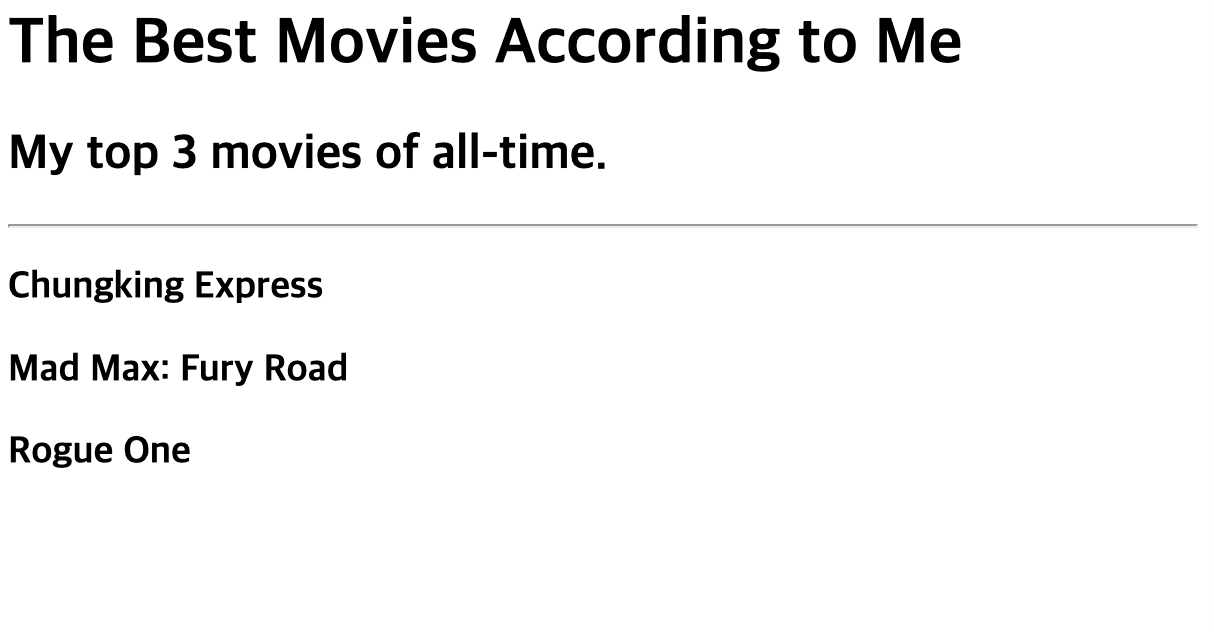 The Best Movies According to Me
My top 3 movies of all-time.
Chungking Express
Mad Max: Fury Road
Rogue One